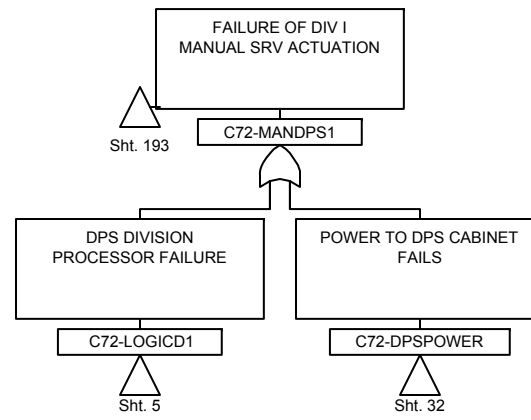 FAILURE OF DIV I
MANUAL SRV ACTUATION
Sht. 193
C72-MANDPS1
DPS DIVISION
PROCESSOR FAILURE
POWER TO DPS CABINET
FAILS
C72-LOGICD1
C72-DPSPOWER
Sht. 5
Sht. 32